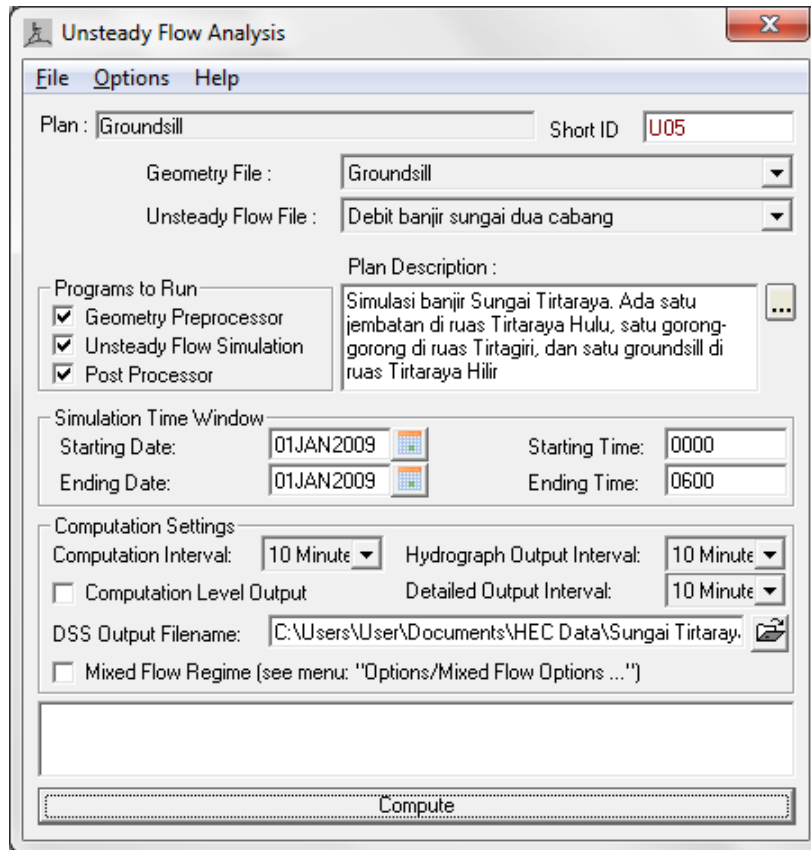 Unsteady Flow Analysis
File Options Help
Plan : Groundsill Short ID U05
Geometry File : Groundsill
Unsteady Flow File : Debit banjir sungai dua cabang
Plan Description :
Programs to Run
Geometry Preprocessor
Unsteady Flow Simulation
Post Processor
Simulasi banjir Sungai Tirtaraya. Ada satu
jembatan di ruas Tirtaraya Hulu, satu gorong-
gorong di ruas Tirtagiri, dan satu groundsill di
ruas Tirtaraya Hilir
...
Simulation Time Window
Starting Date: 01JAN2009 Starting Time: 0000
Ending Date: 01JAN2009 Ending Time: 0600
Computation Settings
Computation Interval: 10 Minute Hydrograph Output Interval: 10 Minute
Computation Level Output Detailed Output Interval: 10 Minute
DSS Output Filename: C:\Users\User\Documents\HEC Data\Sungai Tirtaray
Mixed Flow Regime (see menu: "Options/Mixed Flow Options ...")
Compute